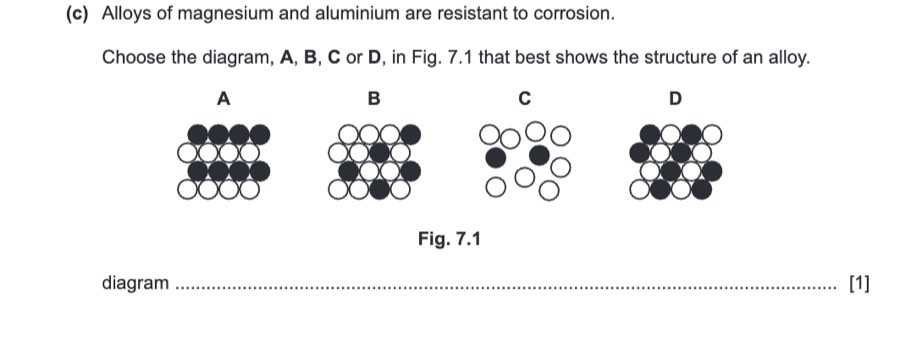 (c) Alloys of magnesium and aluminium are resistant to corrosion.
Choose the diagram, A, B, C or D, in Fig. 7.1 that best shows the structure of an alloy.
A B C D
Fig. 7.1
diagram ........................................................................................................................ [1]